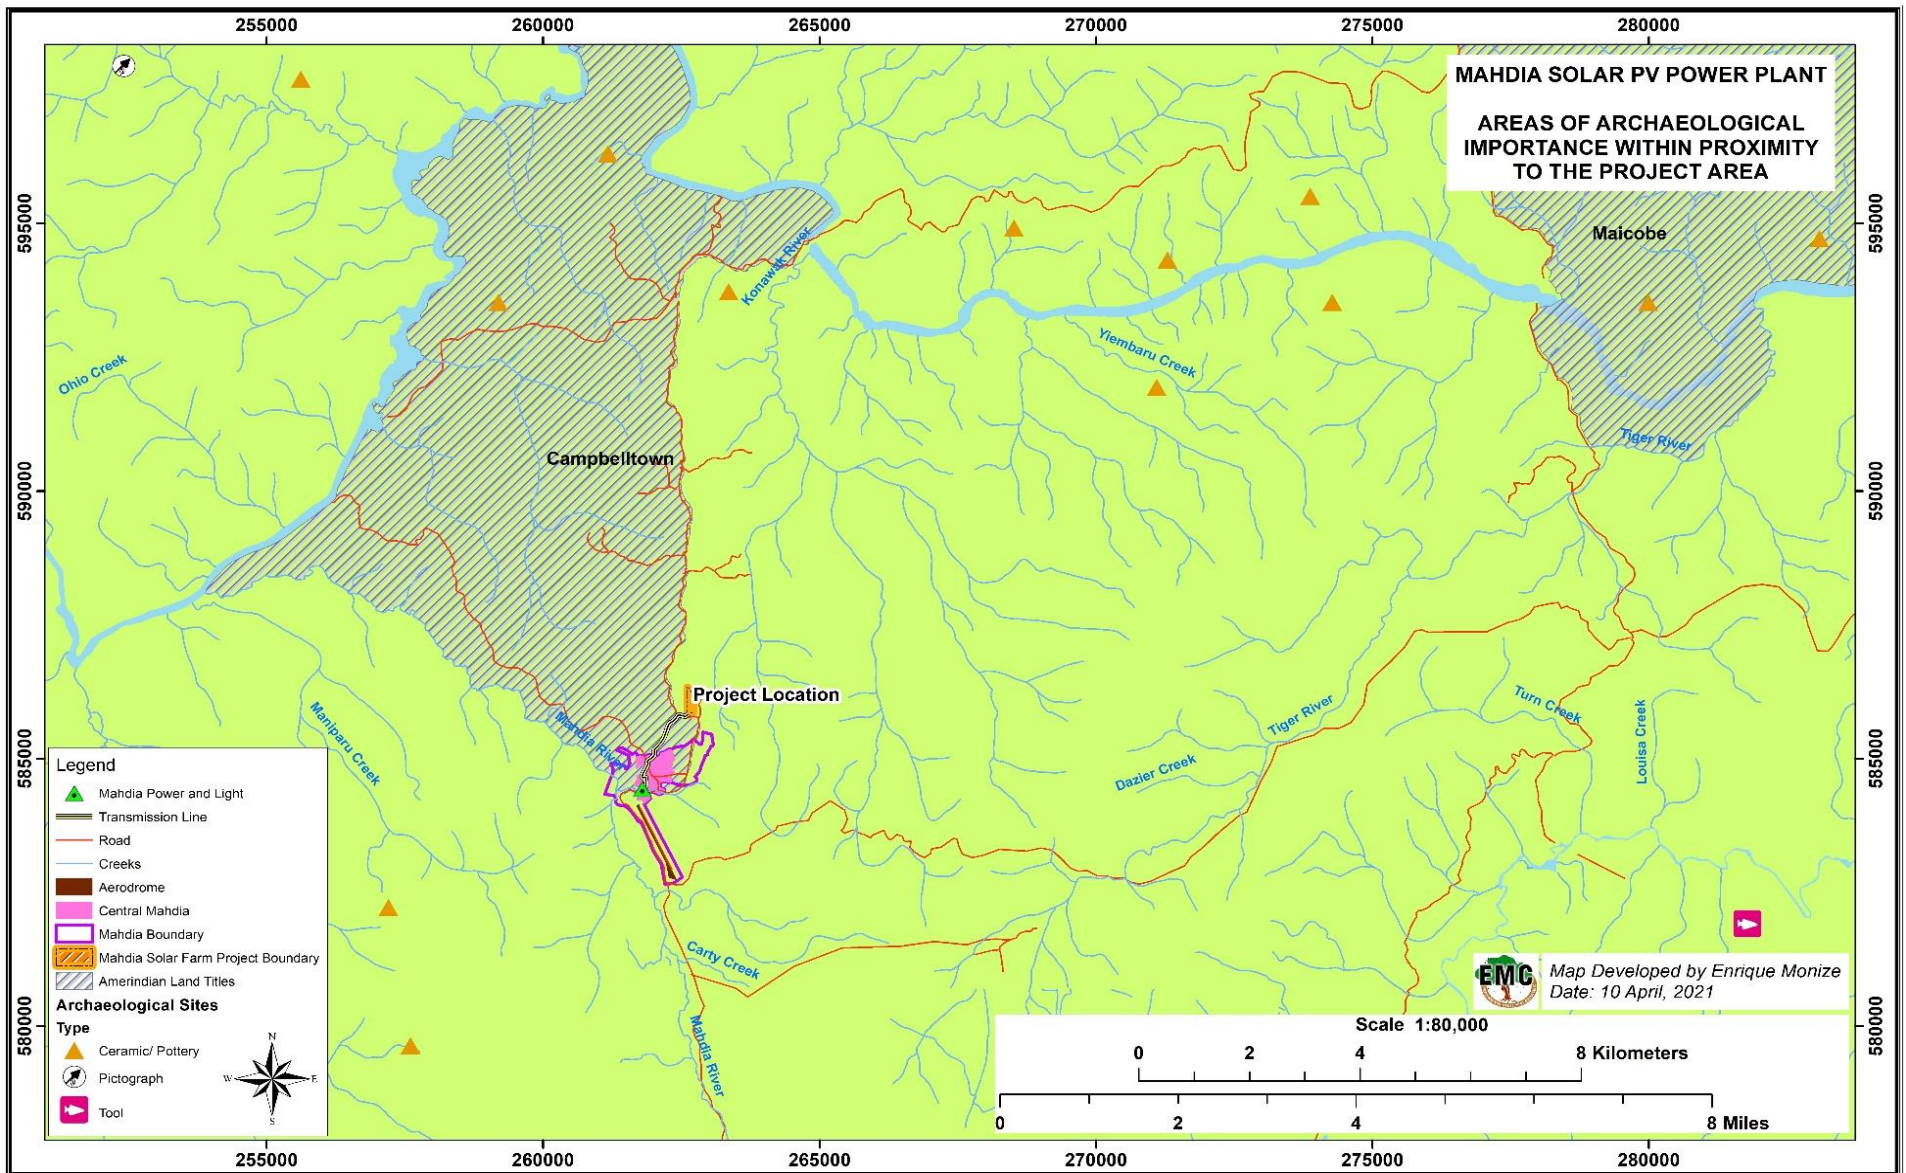 255000 260000 265000 270000 275000 280000
MAHDIA SOLAR PV POWER PLANT
AREAS OF ARCHAEOLOGICAL
IMPORTANCE WITHIN PROXIMITY
TO THE PROJECT AREA
595000
595000
Maicobe
Konawak River
Yiembaru Creek
Ohio Creek
Tiger River
Campbelltown
590000
590000
Project Location
Maniparu Creek
Mahdia River
Tiger River
Turn Creek
Louisa Creek
Dazier Creek
585000
585000
Carty Creek
Mahdia River
580000
580000
Legend
Mahdia Power and Light
Transmission Line
Road
Creeks
Aerodrome
Central Mahdia
Mahdia Boundary
Mahdia Solar Farm Project Boundary
Amerindian Land Titles
Archaeological Sites
Type
Ceramic/ Pottery
Pictograph
Tool
N
W E
S
EMC
Map Developed by Enrique Monize
Date: 10 April, 2021
Scale 1:80,000
0 2 4 8 Kilometers
0 2 4 8 Miles
255000 260000 265000 270000 275000 280000